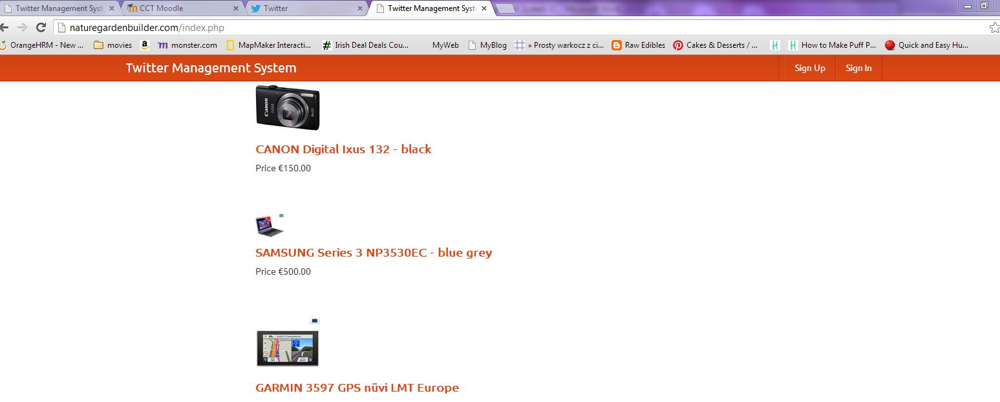 Twitter Management Syst
CCT Moodle
Twitter
Twitter Management Syst
naturegardenbuilder.com/index.php
OrangeHRM - New ...
movies
monster.com
MapMaker Interacti...
Irish Deal Deals Cou...
MyWeb
MyBlog
» Prosty warkocz z ci...
Raw Edibles
Cakes & Desserts / ...
How to Make Puff P...
Quick and Easy Hu...
Twitter Management System
Sign Up
Sign In
Canon
IXUS
CANON Digital Ixus 132 - black
Price €150.00
SAMSUNG Series 3 NP3530EC - blue grey
Price €500.00
GARMIN 3597 GPS nüvi LMT Europe